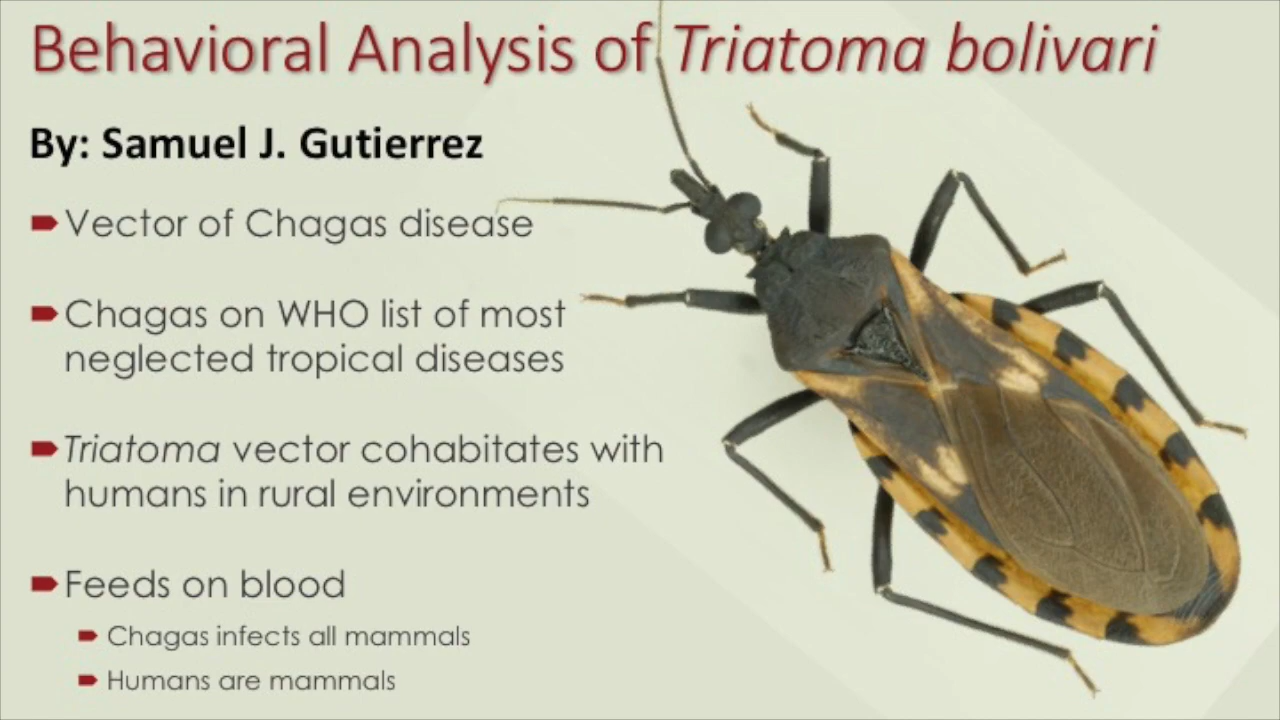 Behavioral Analysis of Triatoma bolivari
By: Samuel J. Gutierrez
Vector of Chagas disease
Chagas on WHO list of most
neglected tropical diseases
Triatoma vector cohabitates with
humans in rural environments
Feeds on blood
Chagas infects all mammals
Humans are mammals